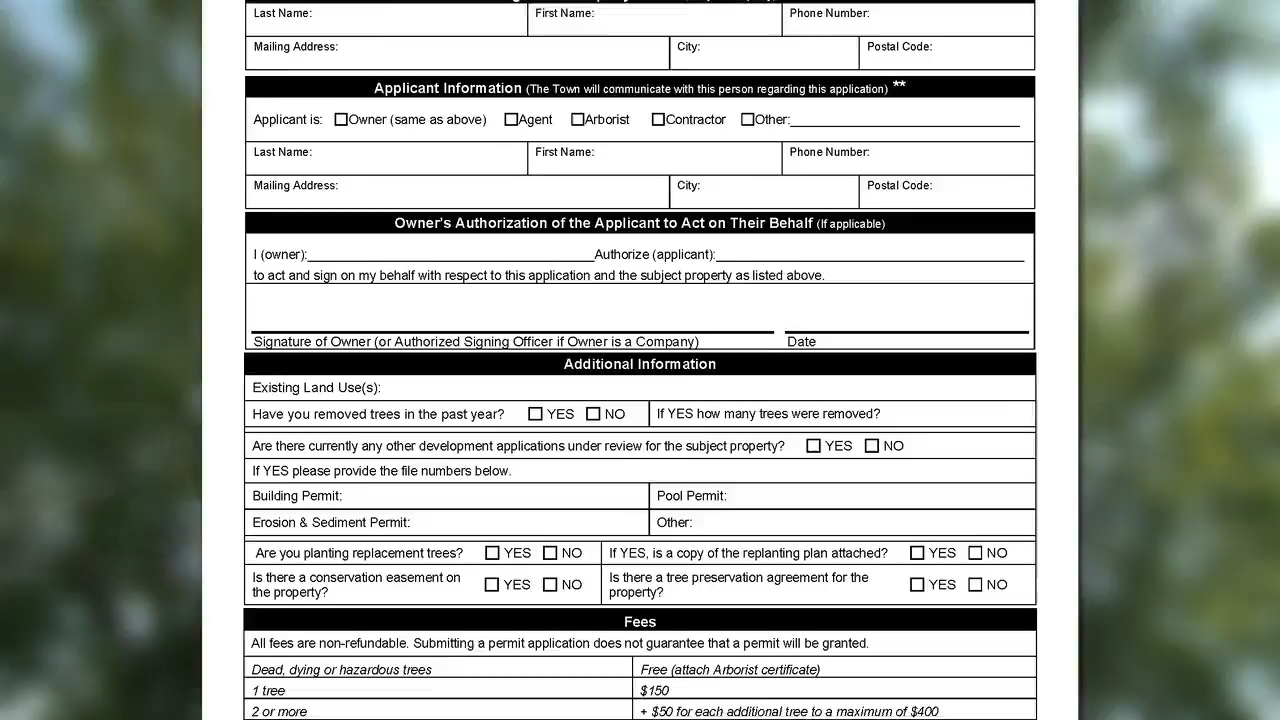 Last Name: First Name: Phone Number:
Mailing Address: City: Postal Code:
Applicant Information (The Town will communicate with this person regarding this application) **
Applicant is: Owner (same as above) Agent Arborist Contractor Other:
Last Name: First Name: Phone Number:
Mailing Address: City: Postal Code:
Owner's Authorization of the Applicant to Act on Their Behalf (If applicable)
I (owner): Authorize (applicant):
to act and sign on my behalf with respect to this application and the subject property as listed above.
Signature of Owner (or Authorized Signing Officer if Owner is a Company) Date
Additional Information
Existing Land Use(s):
Have you removed trees in the past year? YES NO If YES how many trees were removed?
Are there currently any other development applications under review for the subject property? YES NO
If YES please provide the file numbers below.
Building Permit: Pool Permit:
Erosion & Sediment Permit: Other:
Are you planting replacement trees? YES NO If YES, is a copy of the replanting plan attached? YES NO
Is there a conservation easement on
the property? YES NO
Is there a tree preservation agreement for the
property? YES NO
Fees
All fees are non-refundable. Submitting a permit application does not guarantee that a permit will be granted.
Dead, dying or hazardous trees Free (attach Arborist certificate)
1 tree $150
2 or more + $50 for each additional tree to a maximum of $400